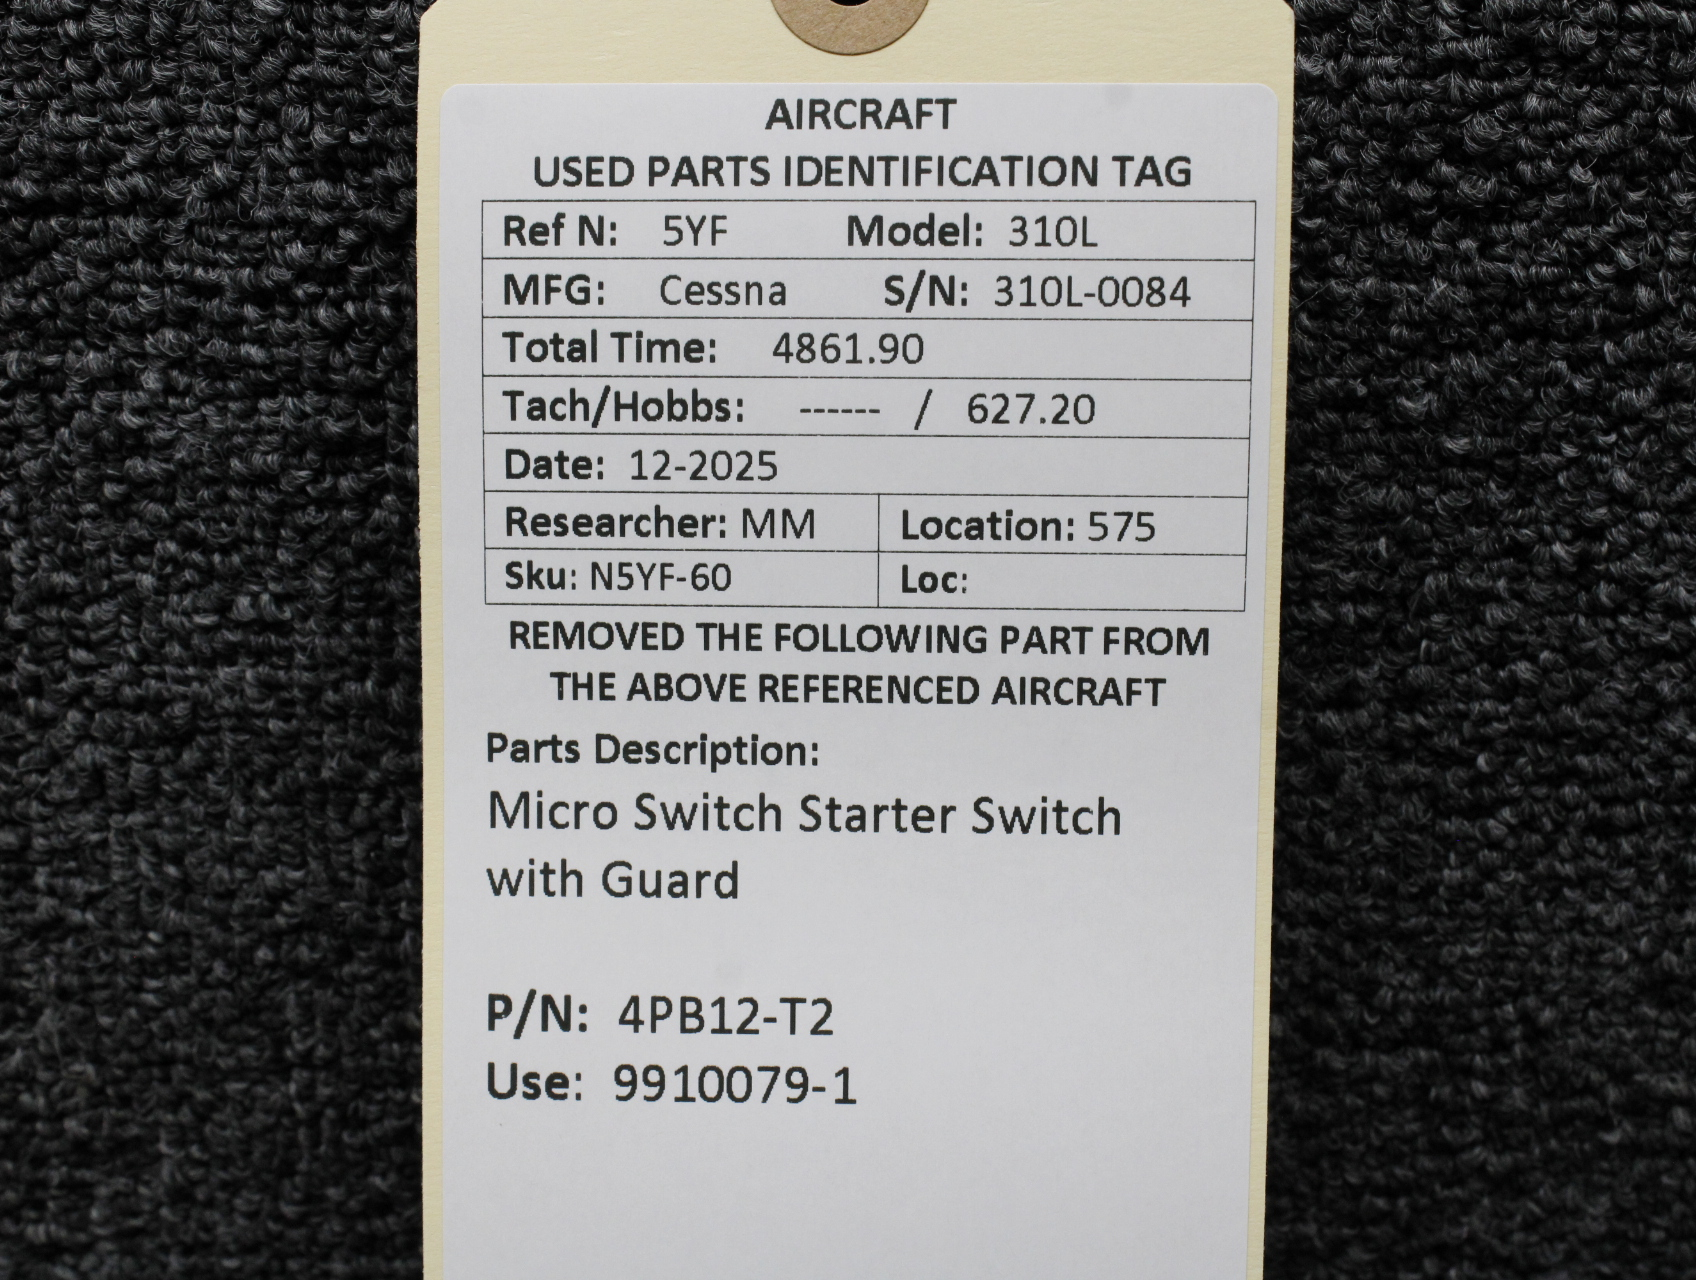 AIRCRAFT
USED PARTS IDENTIFICATION TAG
Ref N: 5YF Model: 310L
MFG: Cessna S/N: 310L-0084
Total Time: 4861.90
Tach/Hobbs: ------ / 627.20
Date: 12-2025
Researcher: MM Location: 575
Sku: N5YF-60 Loc:
REMOVED THE FOLLOWING PART FROM
THE ABOVE REFERENCED AIRCRAFT
Parts Description:
Micro Switch Starter Switch
with Guard
P/N: 4PB12-T2
Use: 9910079-1